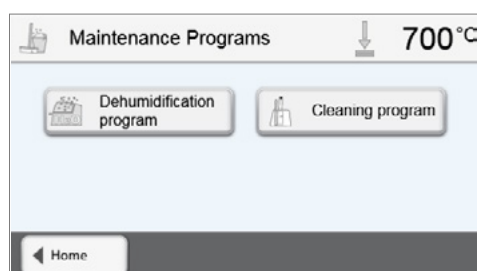 Maintenance Programs
700°C
Dehumidification
program
Cleaning program
Home